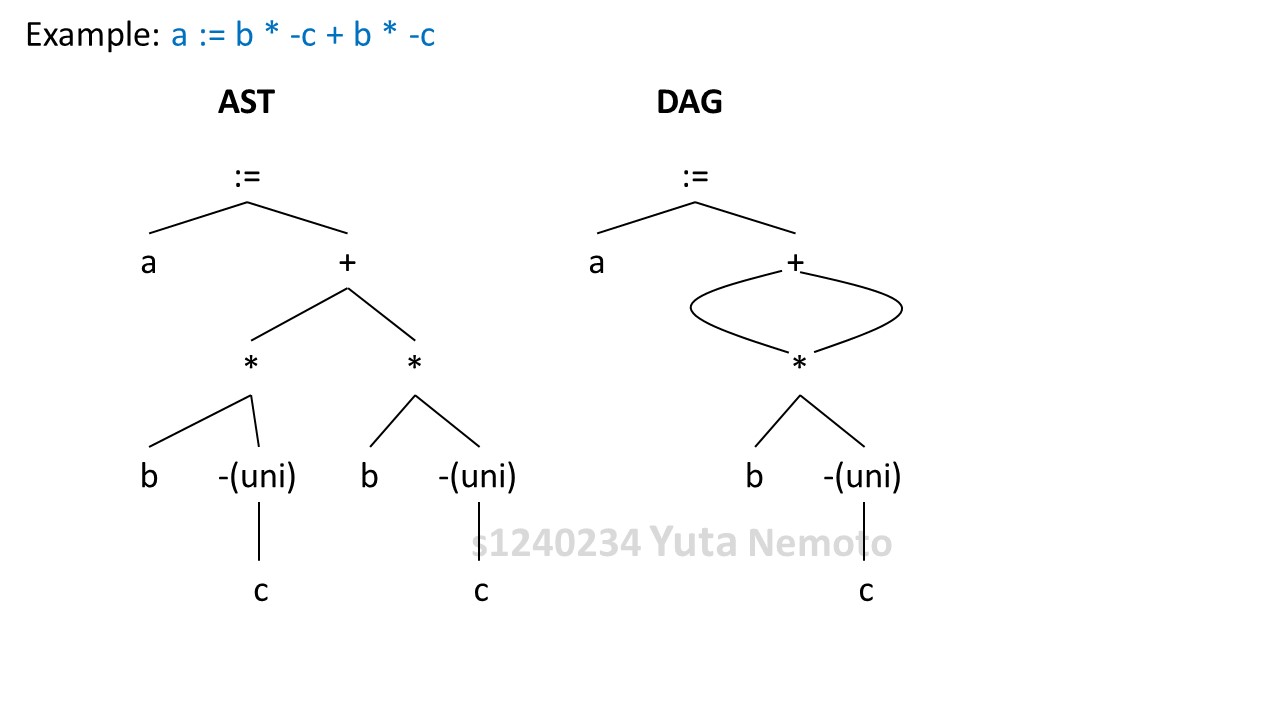 Example: a := b * -c + b * -c
AST DAG
:= :=
a + a +
* * *
b -(uni) b -(uni) b -(uni)
s1240234 Yuta Nemoto
c c c